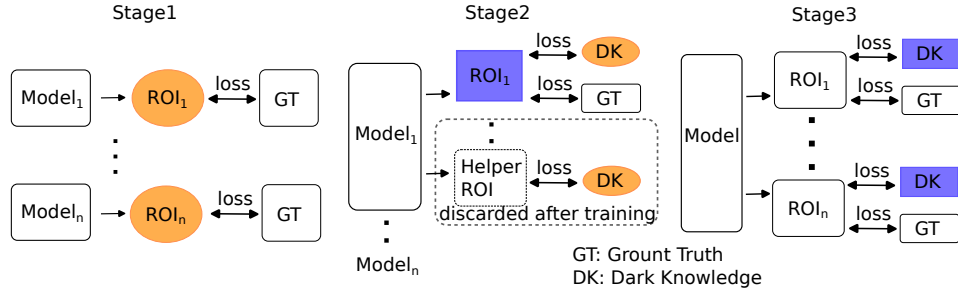 Stage1
Model1
ROI1
loss
GT
Modeln
ROIn
loss
GT
Stage2
Model1
ROI1
loss
DK
loss
GT
Helper
ROI
loss
DK
discarded after training
Modeln
Stage3
Model
ROI1
loss
DK
loss
GT
ROIn
loss
DK
loss
GT
GT: Grount Truth
DK: Dark Knowledge